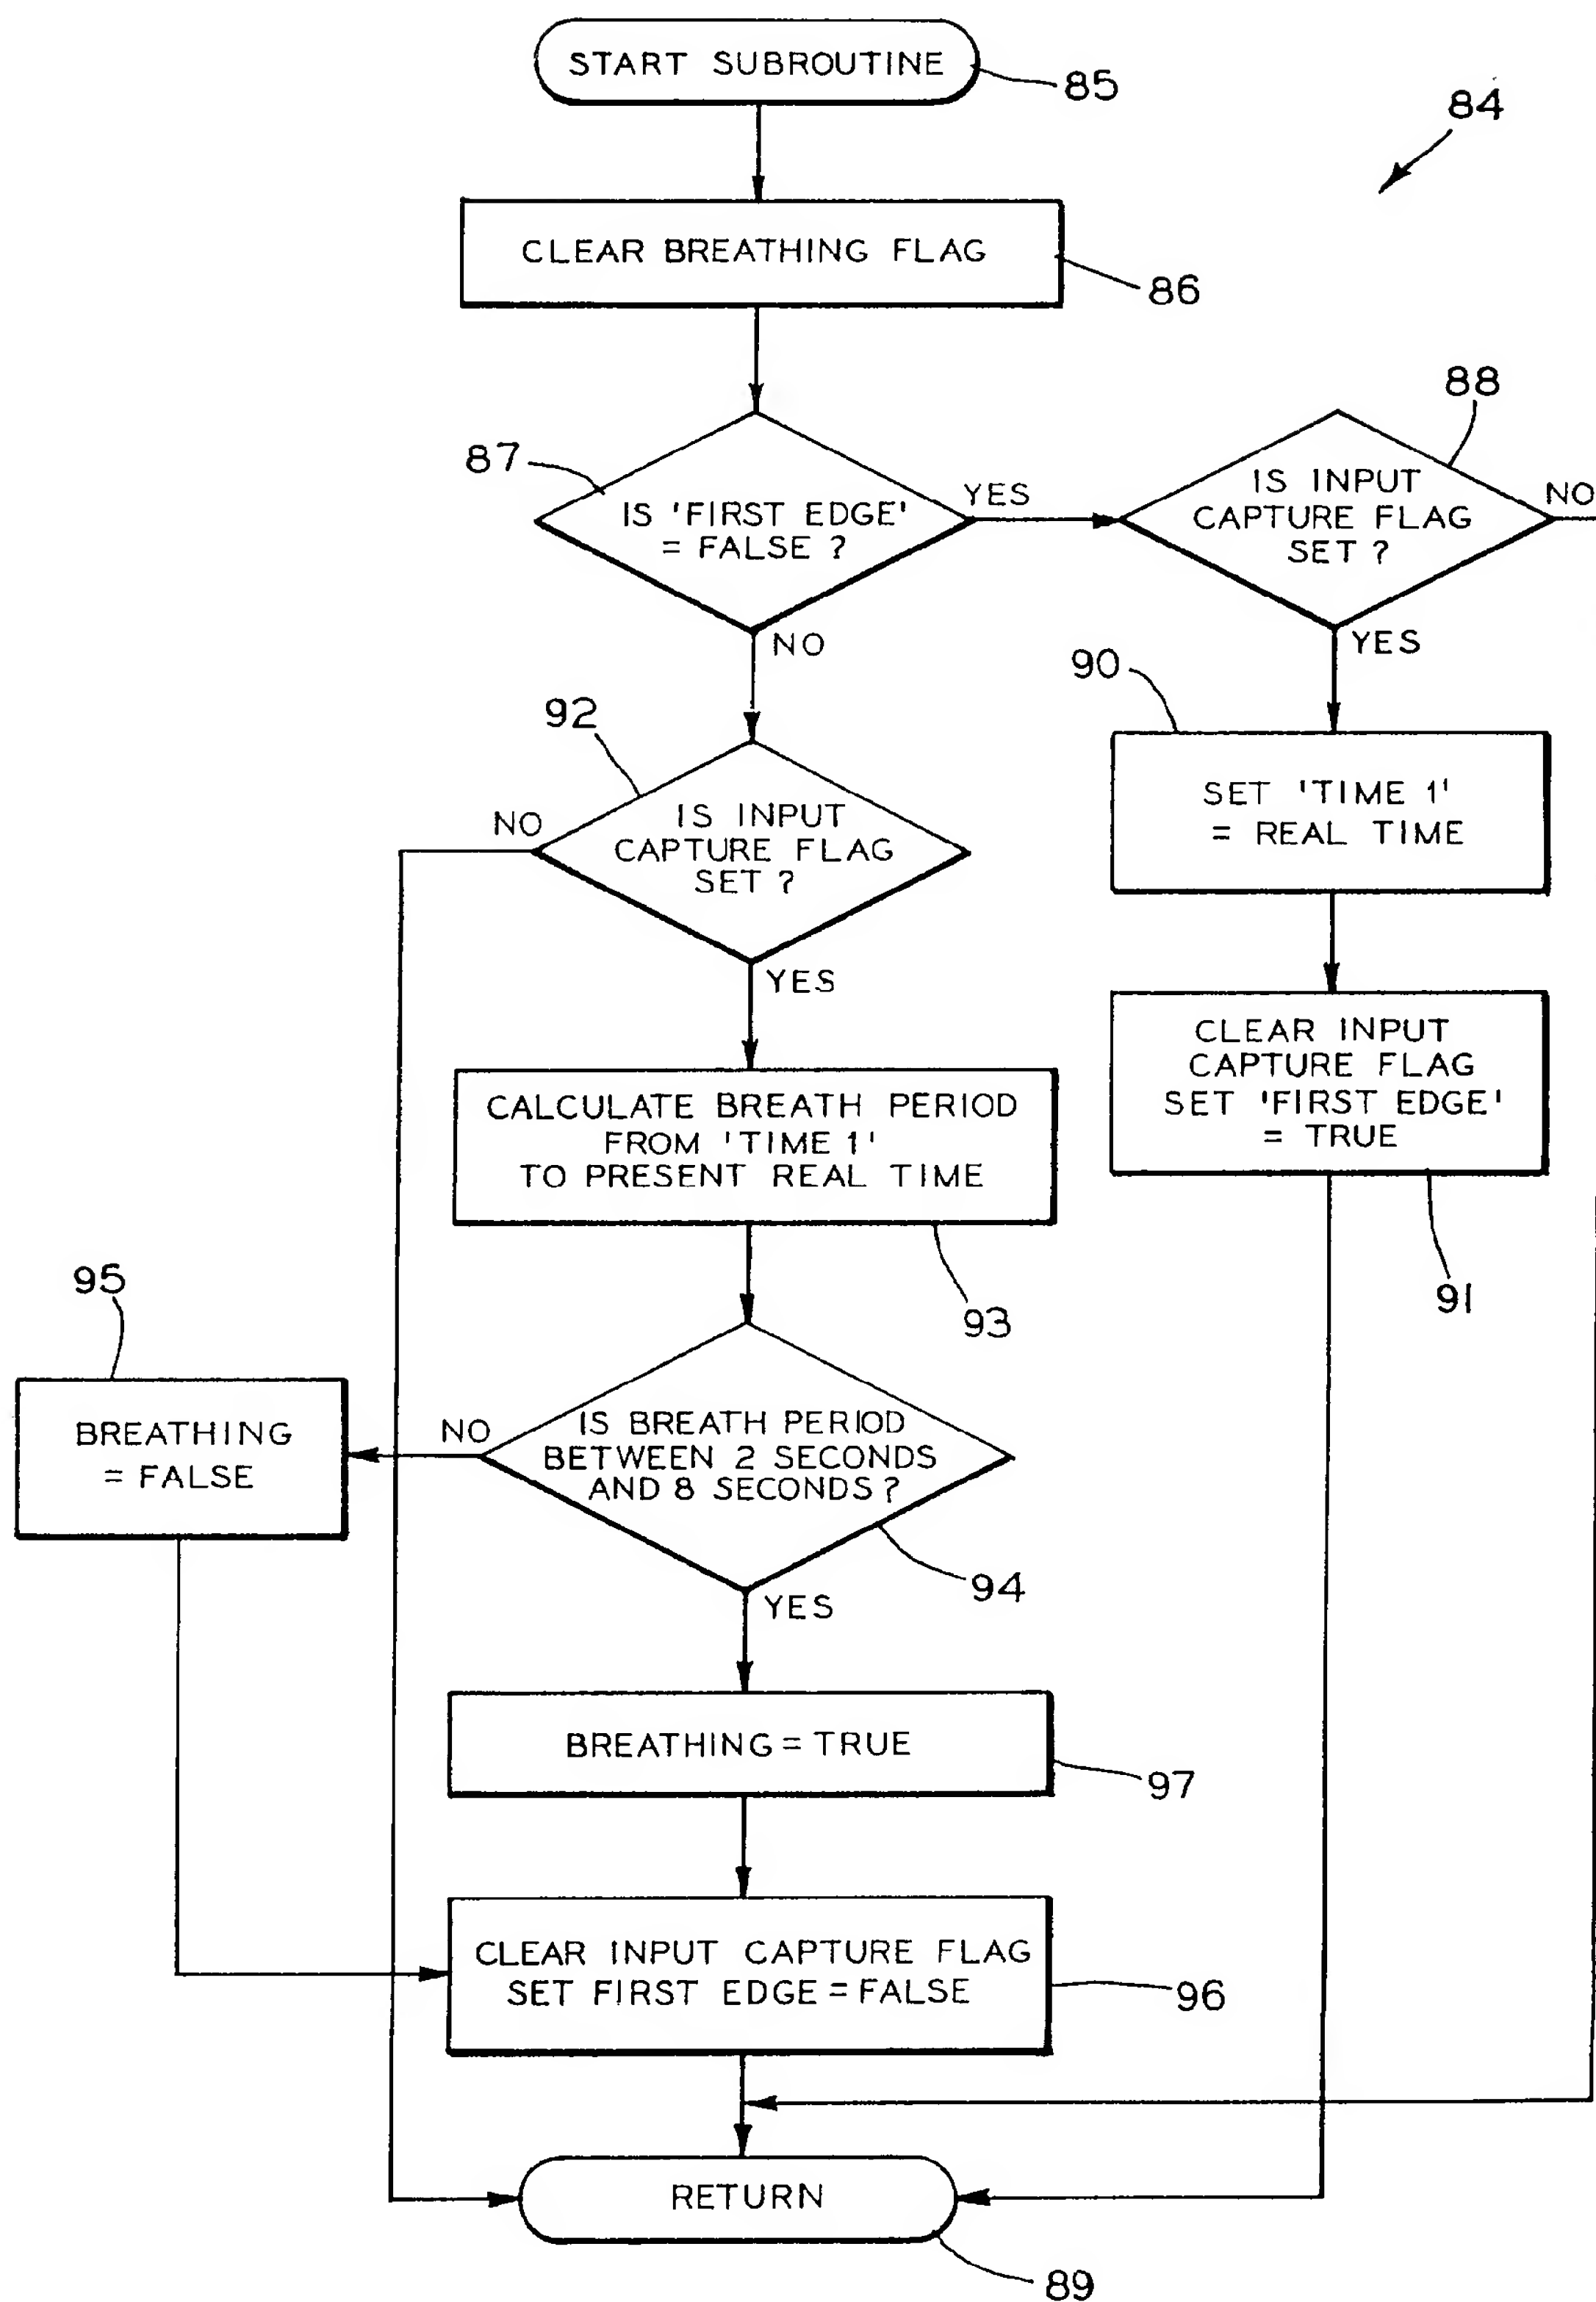 START SUBROUTINE
85
84
CLEAR BREATHING FLAG
86
87
IS 'FIRST EDGE'
= FALSE ?
YES
NO
88
IS INPUT
CAPTURE FLAG
SET ?
NO
YES
90
SET 'TIME 1'
= REAL TIME
CLEAR INPUT
CAPTURE FLAG
SET 'FIRST EDGE'
= TRUE
91
92
IS INPUT
CAPTURE FLAG
SET ?
NO
YES
CALCULATE BREATH PERIOD
FROM 'TIME 1'
TO PRESENT REAL TIME
93
IS BREATH PERIOD
BETWEEN 2 SECONDS
AND 8 SECONDS ?
94
NO
YES
95
BREATHING
= FALSE
BREATHING = TRUE
97
CLEAR INPUT CAPTURE FLAG
SET FIRST EDGE = FALSE
96
RETURN
89